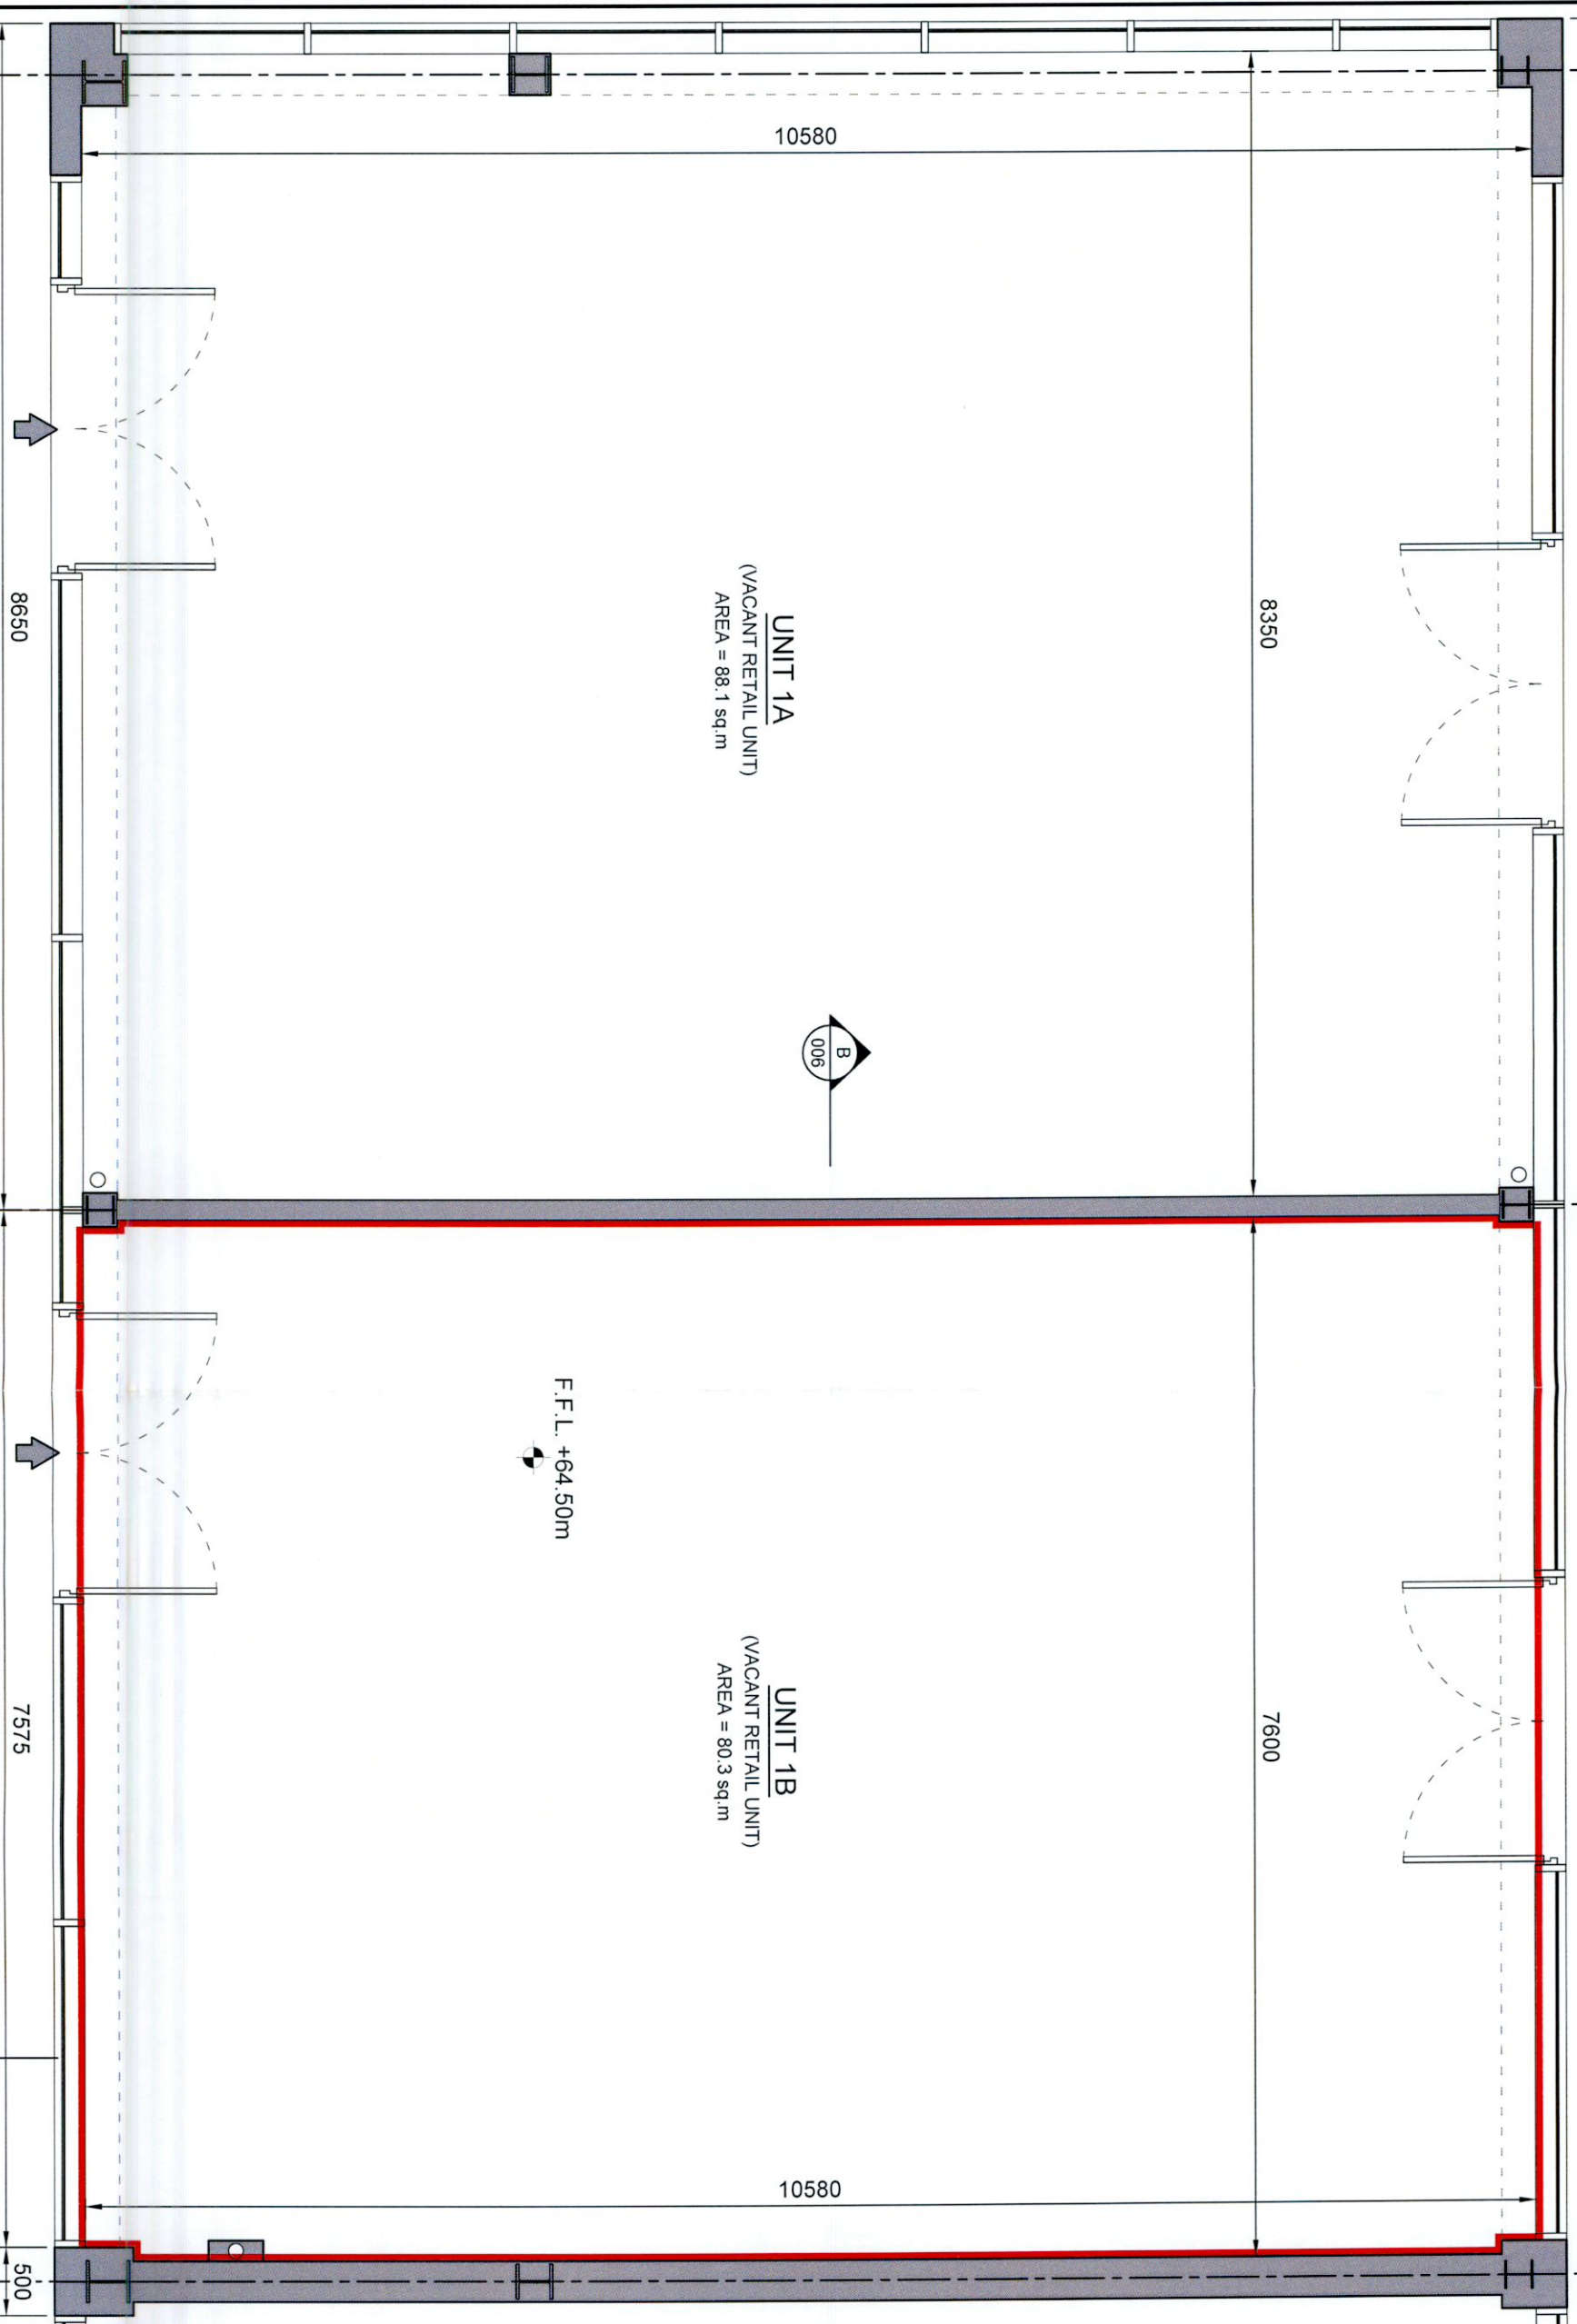 10580
8350
UNIT 1A
(VACANT RETAIL UNIT)
AREA = 88.1 sq.m
8650
B
006
F.F.L. +64.50m
UNIT 1B
(VACANT RETAIL UNIT)
AREA = 80.3 sq.m
7600
7575
10580
500